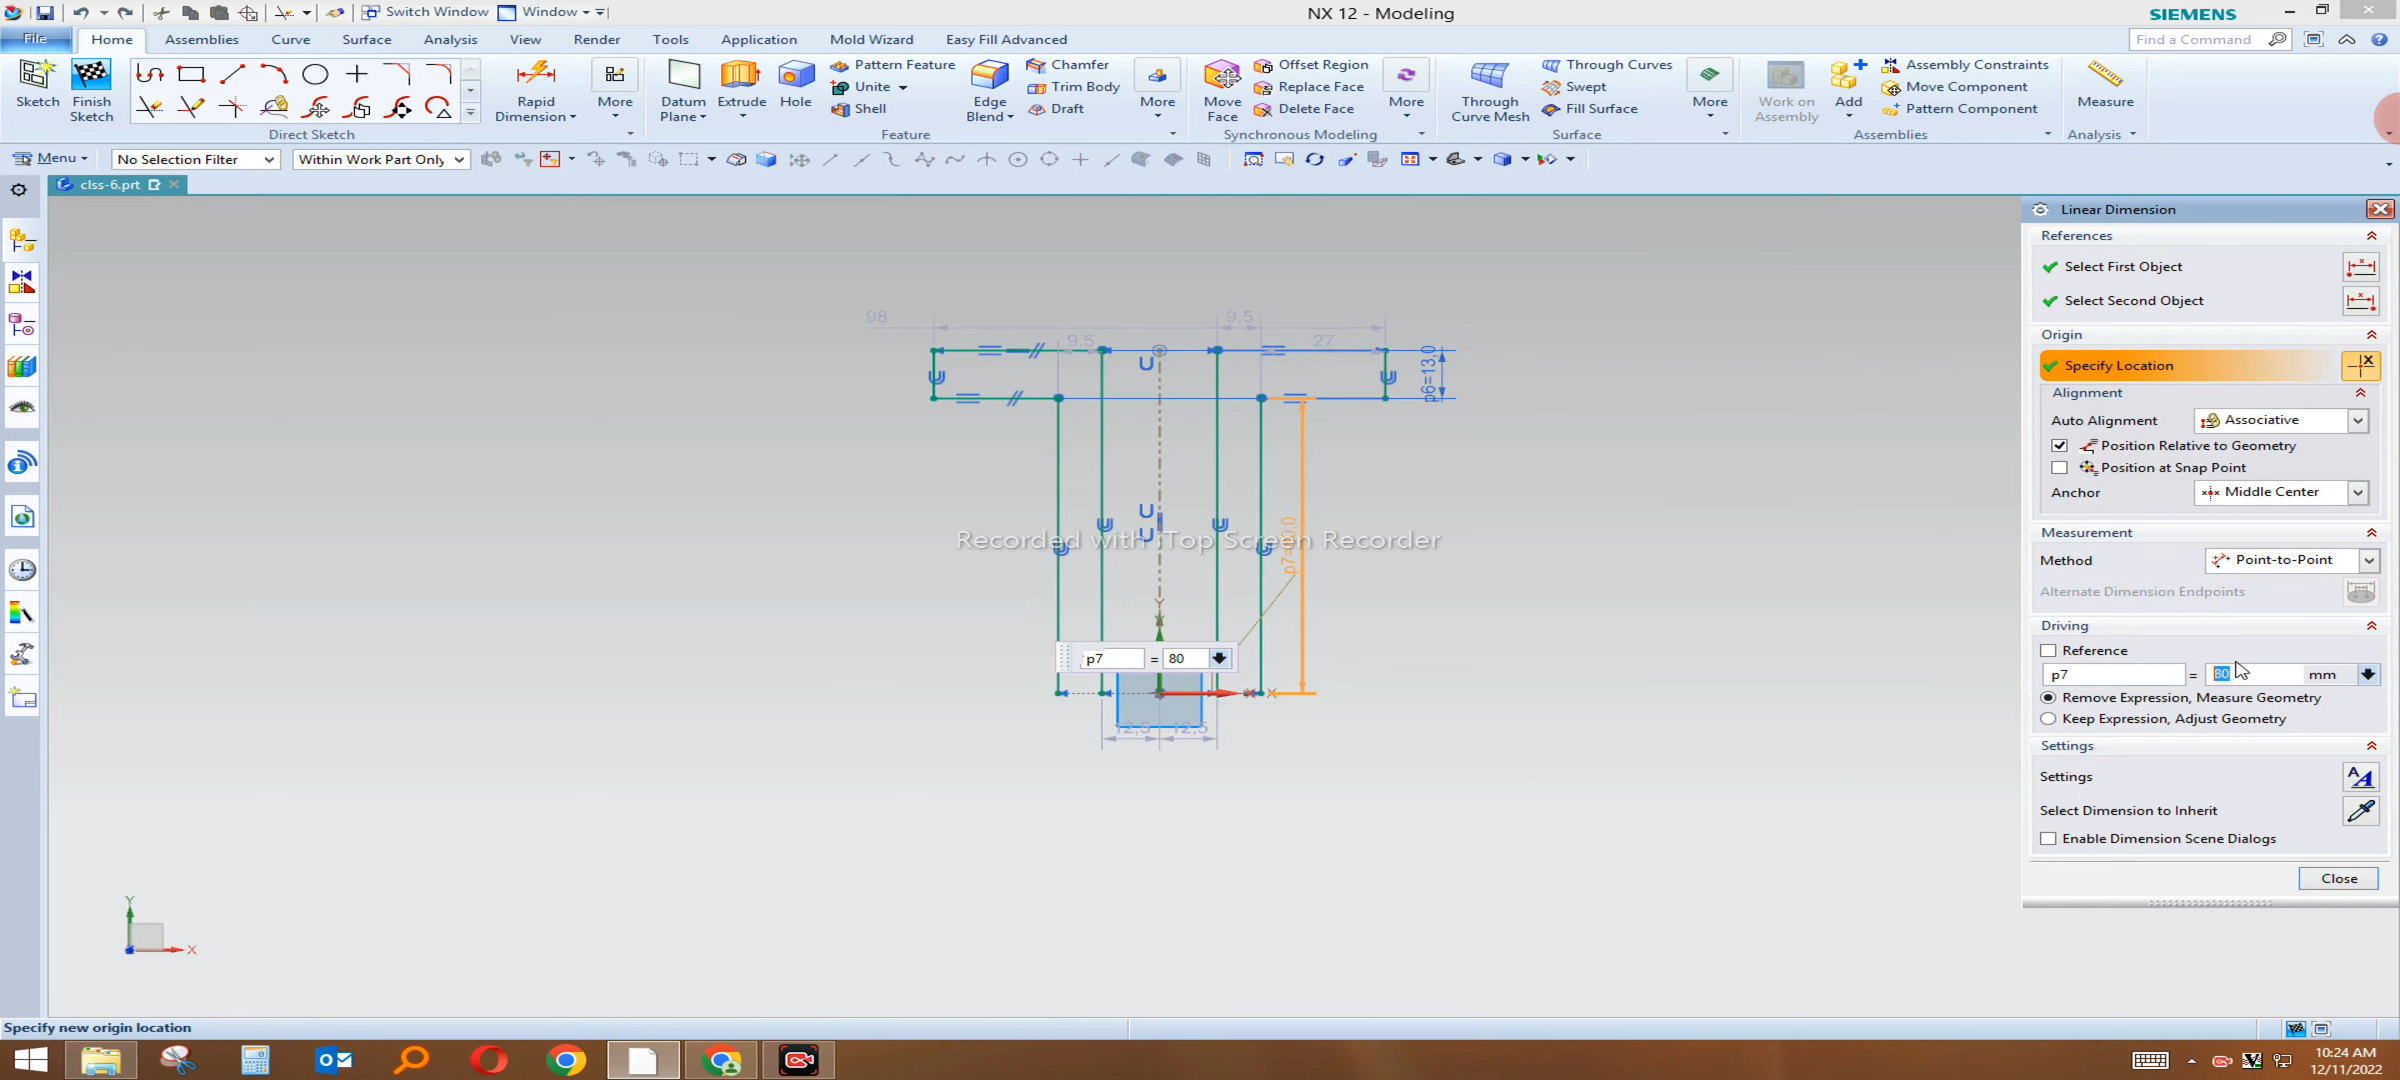 Switch Window Window NX 12 - Modeling SIEMENS
File Home Assemblies Curve Surface Analysis View Render Tools Application Mold Wizard Easy Fill Advanced Find a Command
Sketch Finish Sketch Direct Sketch
Rapid Dimension More
Datum Plane Extrude Hole Pattern Feature Unite Shell Edge Blend Chamfer Trim Body Draft More Feature
Move Face Offset Region Replace Face Delete Face More Synchronous Modeling
Through Curve Mesh Through Curves Swept Fill Surface More Surface
Work on Assembly Add Assembly Constraints Move Component Pattern Component Assemblies
Measure Analysis
Menu No Selection Filter Within Work Part Only
clss-6.prt
98 9,5 9,5 27
p6=13,0
Recorded with iTop Screen Recorder
p7 = 80
12,5 12,5
Y
X
Linear Dimension
References
Select First Object
Select Second Object
Origin
Specify Location
Alignment
Auto Alignment Associative
Position Relative to Geometry
Position at Snap Point
Anchor Middle Center
Measurement
Method Point-to-Point
Alternate Dimension Endpoints
Driving
Reference
p7 = 80 mm
Remove Expression, Measure Geometry
Keep Expression, Adjust Geometry
Settings
Settings
Select Dimension to Inherit
Enable Dimension Scene Dialogs
Close
Specify new origin location
10:24 AM
12/11/2022